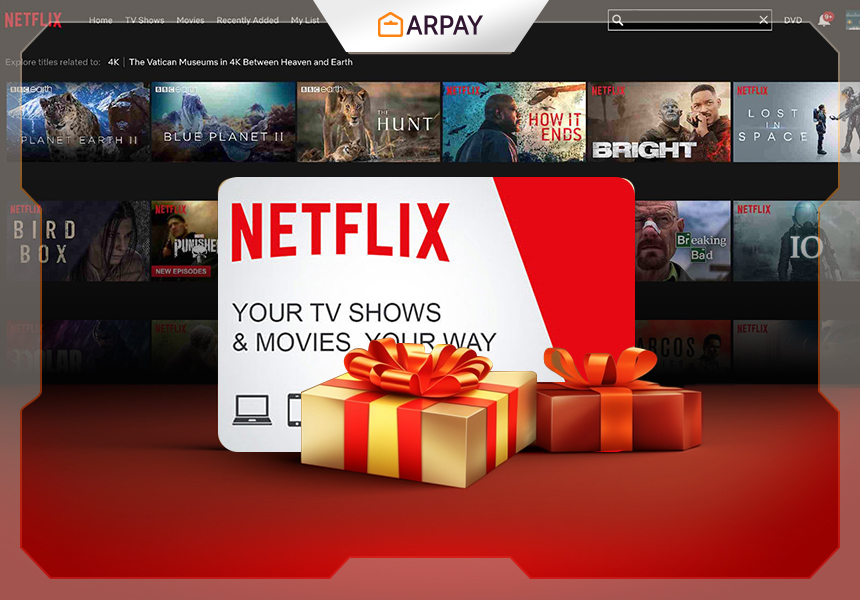 ARPAY
NETFLIX
Home TV Shows Movies Recently Added My List
DVD
9+
Explore titles related to: 4K | The Vatican Museums in 4K Between Heaven and Earth
BBC earth
PLANET EARTH II
BBC earth
BLUE PLANET II
BBC earth
THE HUNT
NETFLIX
HOW IT ENDS
NETFLIX
BRIGHT
NETFLIX
LOST IN SPACE
NETFLIX
BIRD BOX
NETFLIX
PUNISHER
NEW EPISODES
Breaking Bad
NETFLIX
IO
NETFLIX
NETFLIX
NETFLIX
YOUR TV SHOWS
& MOVIES, YOUR WAY